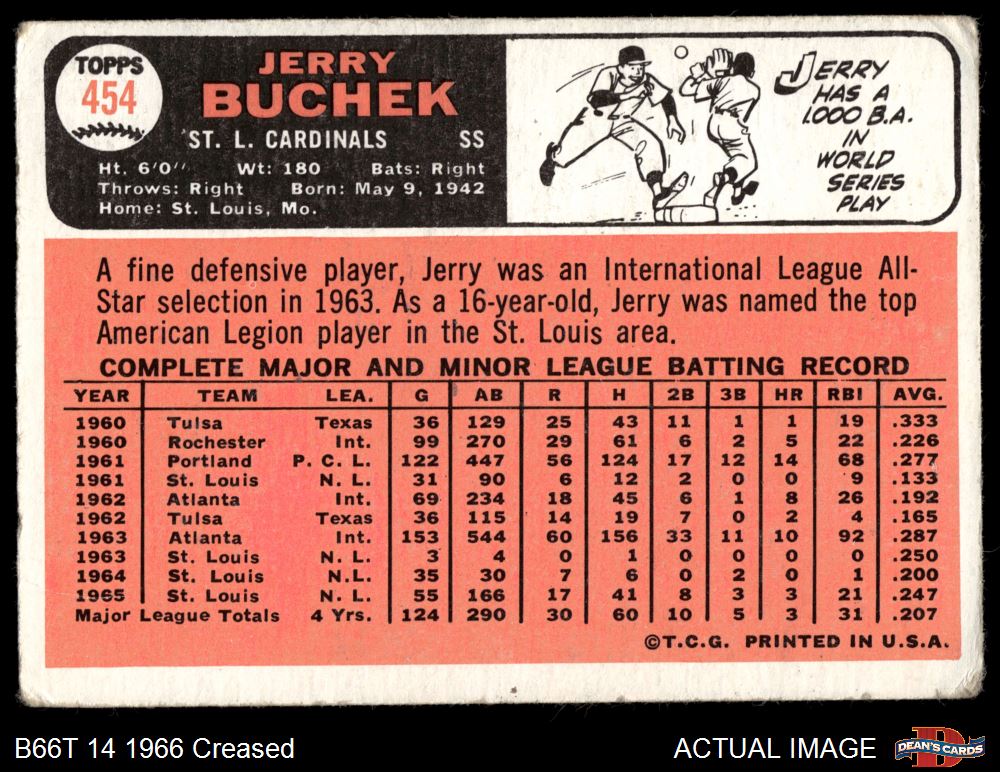 TOPPS
454
JERRY
BUCHEK
ST. L. CARDINALS SS
Ht. 6'0" Wt: 180 Bats: Right
Throws: Right Born: May 9, 1942
Home: St. Louis, Mo.
JERRY
HAS A
1.000 B.A.
IN
WORLD
SERIES
PLAY
A fine defensive player, Jerry was an International League All-
Star selection in 1963. As a 16-year-old, Jerry was named the top
American Legion player in the St. Louis area.
COMPLETE MAJOR AND MINOR LEAGUE BATTING RECORD
YEAR TEAM LEA. G AB R H 2B 3B HR RBI AVG.
1960 Tulsa Texas 36 129 25 43 11 1 1 19 .333
1960 Rochester Int. 99 270 29 61 6 2 5 22 .226
1961 Portland P. C. L. 122 447 56 124 17 12 14 68 .277
1961 St. Louis N. L. 31 90 6 12 2 0 0 9 .133
1962 Atlanta Int. 69 234 18 45 6 1 8 26 .192
1962 Tulsa Texas 36 115 14 19 7 0 2 4 .165
1963 Atlanta Int. 153 544 60 156 33 11 10 92 .287
1963 St. Louis N. L. 3 4 0 1 0 0 0 0 .250
1964 St. Louis N.L. 35 30 7 6 0 2 0 1 .200
1965 St. Louis N. L. 55 166 17 41 8 3 3 21 .247
Major League Totals 4 Yrs. 124 290 30 60 10 5 3 31 .207
©T.C.G. PRINTED IN U.S.A.
B66T 14 1966 Creased ACTUAL IMAGE DEAN'S CARDS